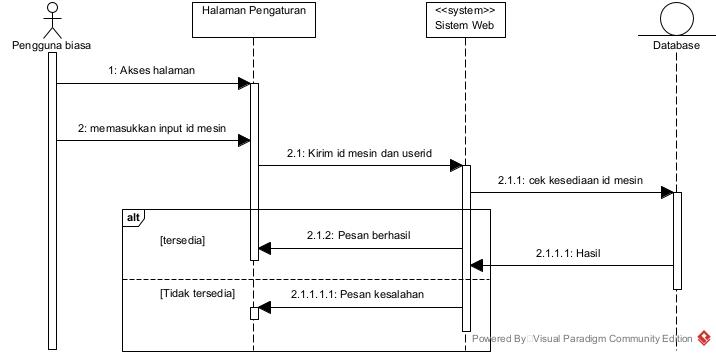 Pengguna biasa
Halaman Pengaturan
<<system>>
Sistem Web
Database
1: Akses halaman
2: memasukkan input id mesin
2.1: Kirim id mesin dan userid
2.1.1: cek kesediaan id mesin
alt
[tersedia]
2.1.2: Pesan berhasil
2.1.1.1: Hasil
[Tidak tersedia]
2.1.1.1.1: Pesan kesalahan
Powered By Visual Paradigm Community Edition